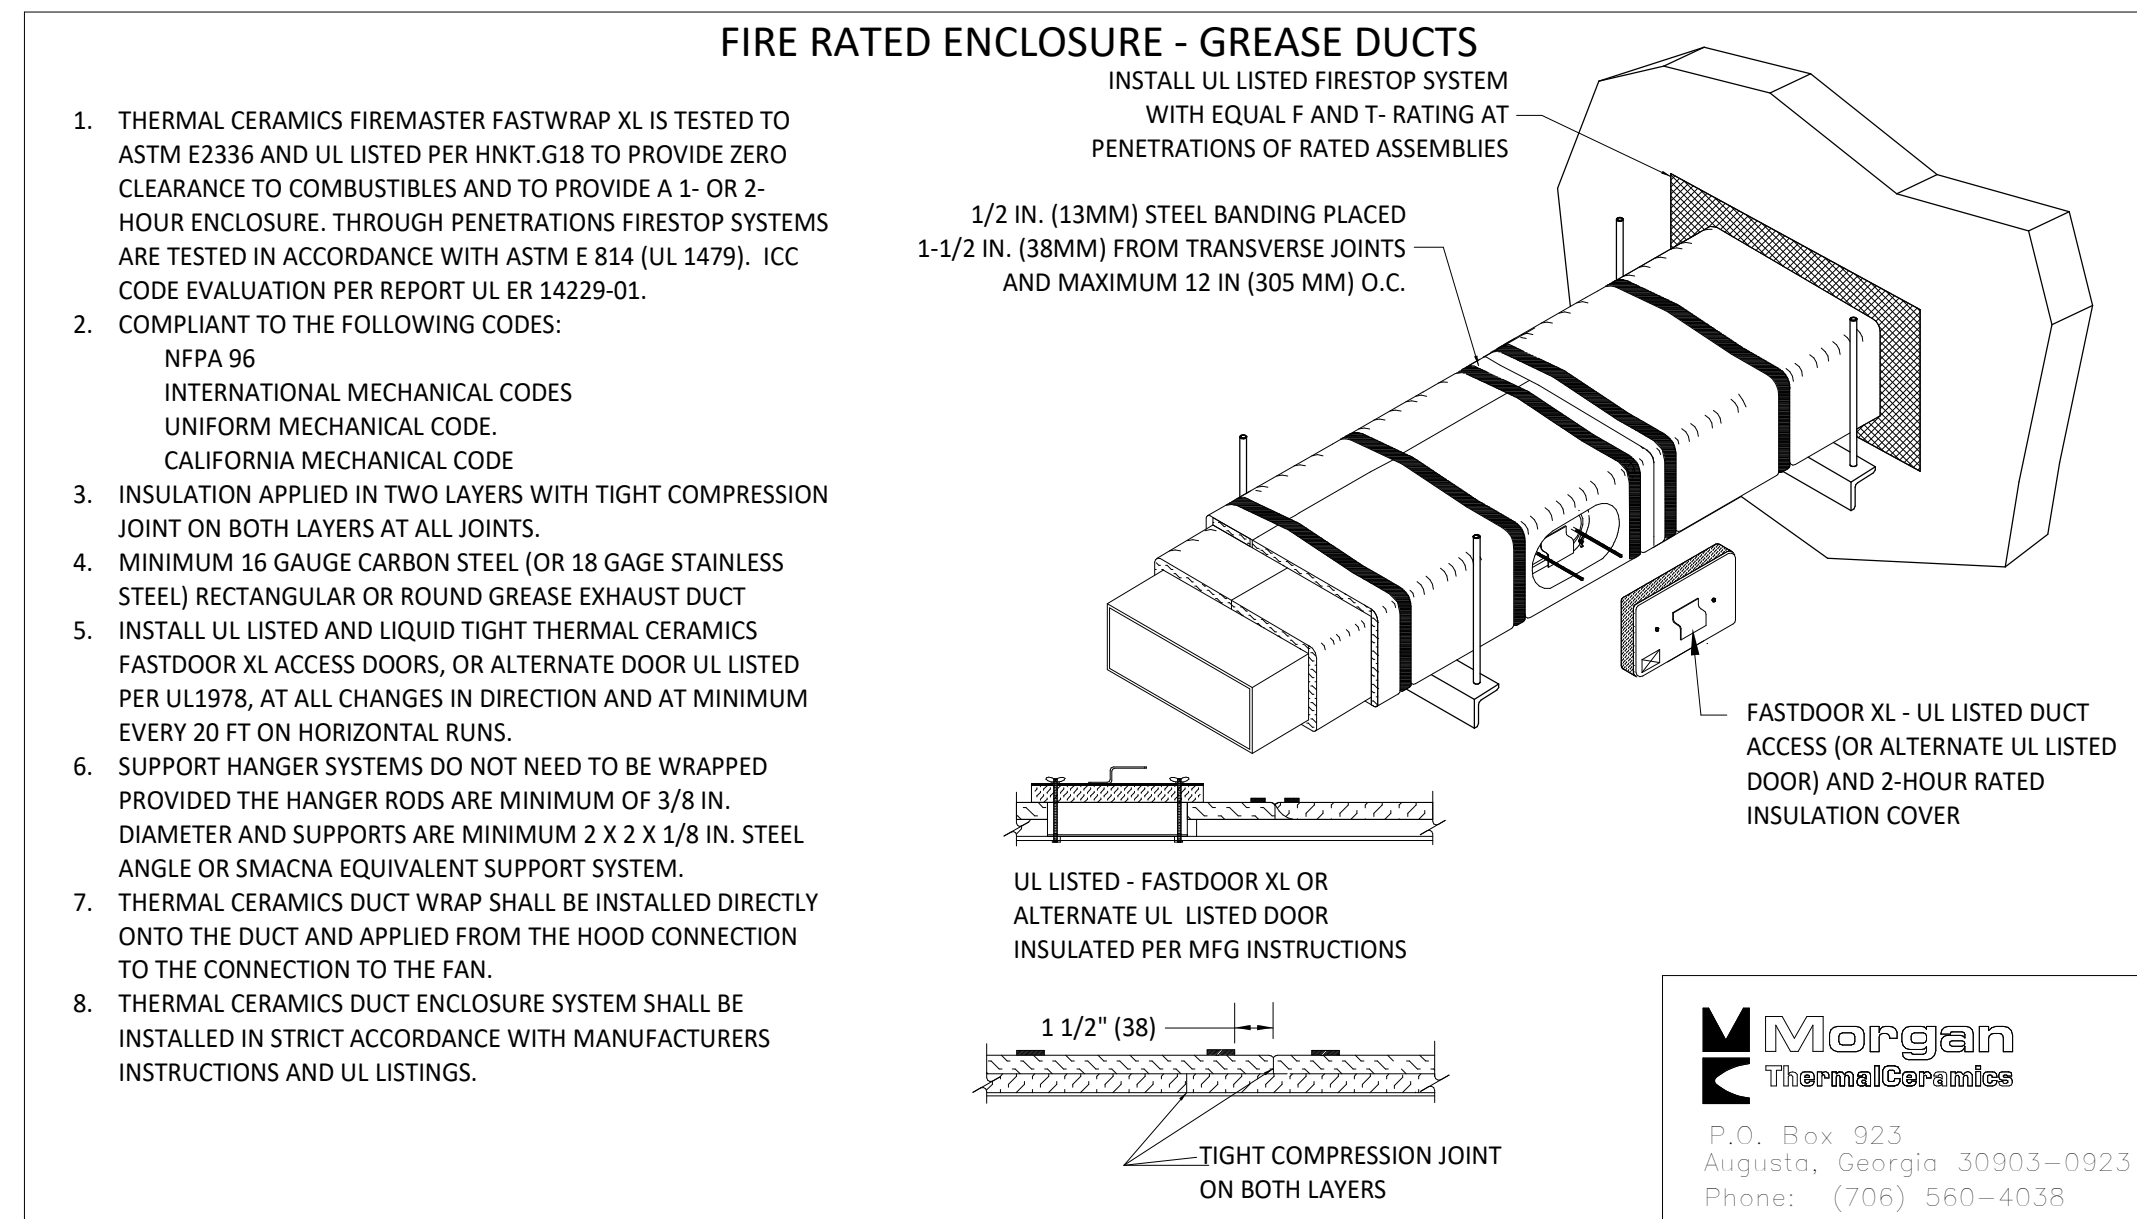 FIRE RATED ENCLOSURE - GREASE DUCTS
1. THERMAL CERAMICS FIREMASTER FASTWRAP XL IS TESTED TO
ASTM E2336 AND UL LISTED PER HNKT.G18 TO PROVIDE ZERO
CLEARANCE TO COMBUSTIBLES AND TO PROVIDE A 1- OR 2-
HOUR ENCLOSURE. THROUGH PENETRATIONS FIRESTOP SYSTEMS
ARE TESTED IN ACCORDANCE WITH ASTM E 814 (UL 1479). ICC
CODE EVALUATION PER REPORT UL ER 14229-01.
2. COMPLIANT TO THE FOLLOWING CODES:
NFPA 96
INTERNATIONAL MECHANICAL CODES
UNIFORM MECHANICAL CODE.
CALIFORNIA MECHANICAL CODE
3. INSULATION APPLIED IN TWO LAYERS WITH TIGHT COMPRESSION
JOINT ON BOTH LAYERS AT ALL JOINTS.
4. MINIMUM 16 GAUGE CARBON STEEL (OR 18 GAGE STAINLESS
STEEL) RECTANGULAR OR ROUND GREASE EXHAUST DUCT
5. INSTALL UL LISTED AND LIQUID TIGHT THERMAL CERAMICS
FASTDOOR XL ACCESS DOORS, OR ALTERNATE DOOR UL LISTED
PER UL1978, AT ALL CHANGES IN DIRECTION AND AT MINIMUM
EVERY 20 FT ON HORIZONTAL RUNS.
6. SUPPORT HANGER SYSTEMS DO NOT NEED TO BE WRAPPED
PROVIDED THE HANGER RODS ARE MINIMUM OF 3/8 IN.
DIAMETER AND SUPPORTS ARE MINIMUM 2 X 2 X 1/8 IN. STEEL
ANGLE OR SMACNA EQUIVALENT SUPPORT SYSTEM.
7. THERMAL CERAMICS DUCT WRAP SHALL BE INSTALLED DIRECTLY
ONTO THE DUCT AND APPLIED FROM THE HOOD CONNECTION
TO THE CONNECTION TO THE FAN.
8. THERMAL CERAMICS DUCT ENCLOSURE SYSTEM SHALL BE
INSTALLED IN STRICT ACCORDANCE WITH MANUFACTURERS
INSTRUCTIONS AND UL LISTINGS.
INSTALL UL LISTED FIRESTOP SYSTEM
WITH EQUAL F AND T- RATING AT
PENETRATIONS OF RATED ASSEMBLIES
1/2 IN. (13MM) STEEL BANDING PLACED
1-1/2 IN. (38MM) FROM TRANSVERSE JOINTS
AND MAXIMUM 12 IN (305 MM) O.C.
FASTDOOR XL - UL LISTED DUCT
ACCESS (OR ALTERNATE UL LISTED
DOOR) AND 2-HOUR RATED
INSULATION COVER
UL LISTED - FASTDOOR XL OR
ALTERNATE UL LISTED DOOR
INSULATED PER MFG INSTRUCTIONS
1 1/2" (38)
TIGHT COMPRESSION JOINT
ON BOTH LAYERS
Morgan
ThermalCeramics
P.O. Box 923
Augusta, Georgia 30903-0923
Phone: (706) 560-4038